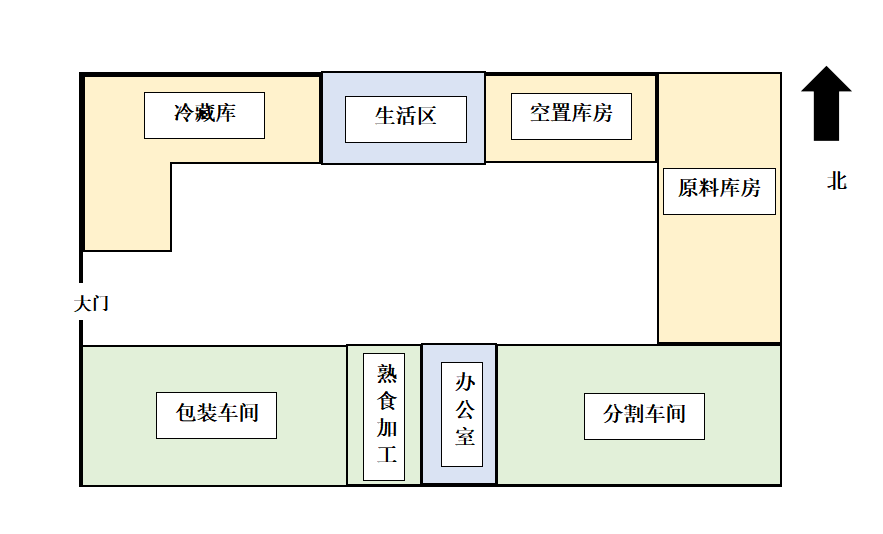 冷藏库
生活区
空置库房
原料库房
北
大门
包装车间
熟食加工
办公室
分割车间